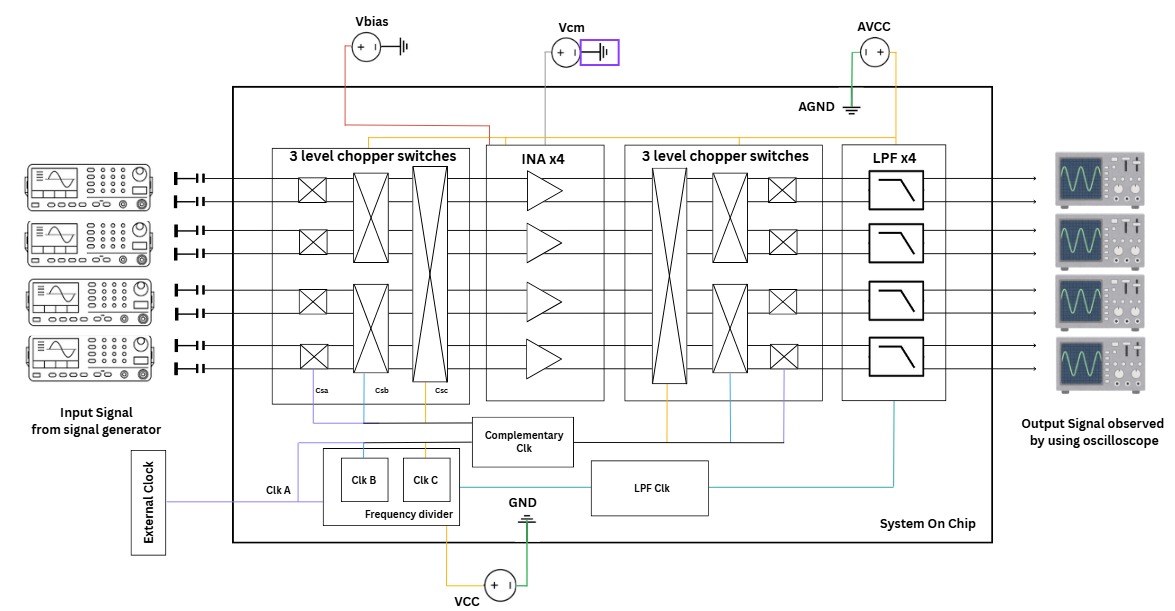 Vbias
Vcm
AVCC
AGND
3 level chopper switches
INA x4
3 level chopper switches
LPF x4
Csa
Csb
Csc
Input Signal
from signal generator
Output Signal observed
by using oscilloscope
Complementary
Clk
External Clock
Clk A
Clk B
Clk C
Frequency divider
LPF Clk
GND
System On Chip
VCC